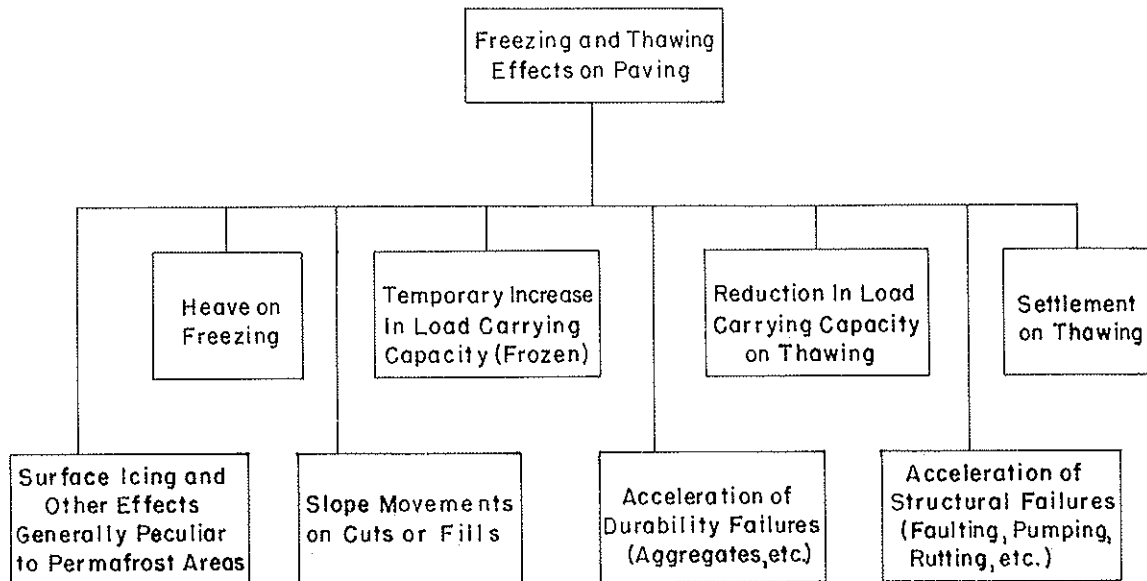 Freezing and Thawing
Effects on Paving
Heave on
Freezing
Temporary Increase
In Load Carrying
Capacity (Frozen)
Reduction In Load
Carrying Capacity
on Thawing
Settlement
on Thawing
Surface Icing and
Other Effects
Generally Peculiar
to Permafrost Areas
Slope Movements
on Cuts or Fills
Acceleration of
Durability Failures
(Aggregates, etc.)
Acceleration of
Structural Failures
(Faulting, Pumping,
Rutting, etc.)